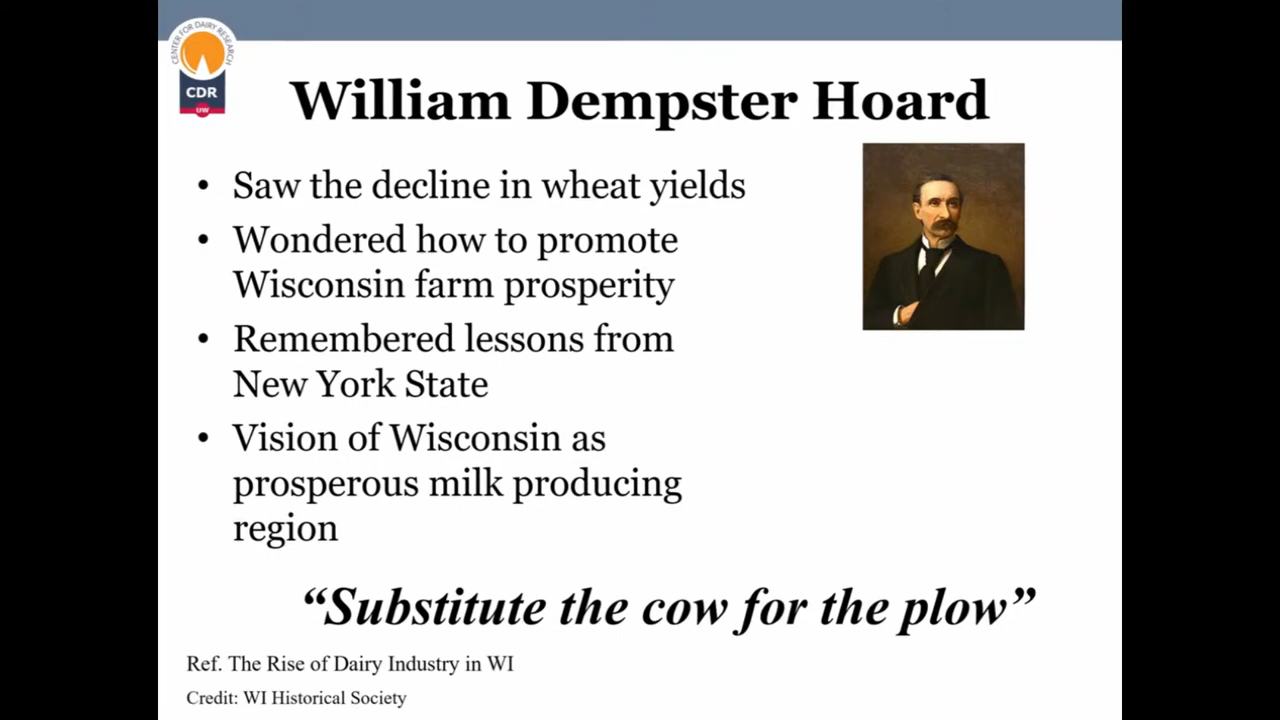 CENTER FOR DAIRY RESEARCH
CDR
UW
William Dempster Hoard
• Saw the decline in wheat yields
• Wondered how to promote
Wisconsin farm prosperity
• Remembered lessons from
New York State
• Vision of Wisconsin as
prosperous milk producing
region
“Substitute the cow for the plow”
Ref. The Rise of Dairy Industry in WI
Credit: WI Historical Society